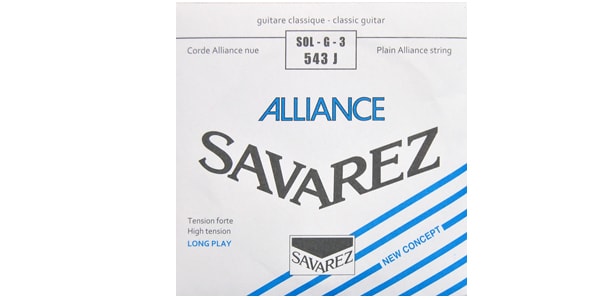 guitare classique - classic guitar
Corde Alliance nue
SOL - G - 3
543 J
Plain Alliance string
ALLIANCE
SAVAREZ
Tension forte
High tension
LONG PLAY
SAVAREZ
NEW CONCEPT